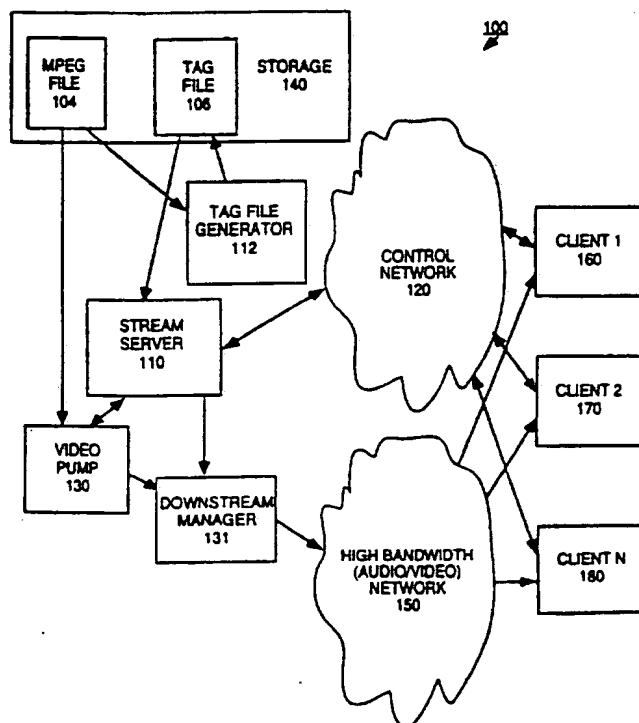 100
MPEG
FILE
104
TAG
FILE
106
STORAGE
140
TAG FILE
GENERATOR
112
CONTROL
NETWORK
120
CLIENT 1
160
STREAM
SERVER
110
CLIENT 2
170
VIDEO
PUMP
130
DOWNSTREAM
MANAGER
131
HIGH BANDWIDTH
(AUDIO/VIDEO)
NETWORK
150
CLIENT N
180